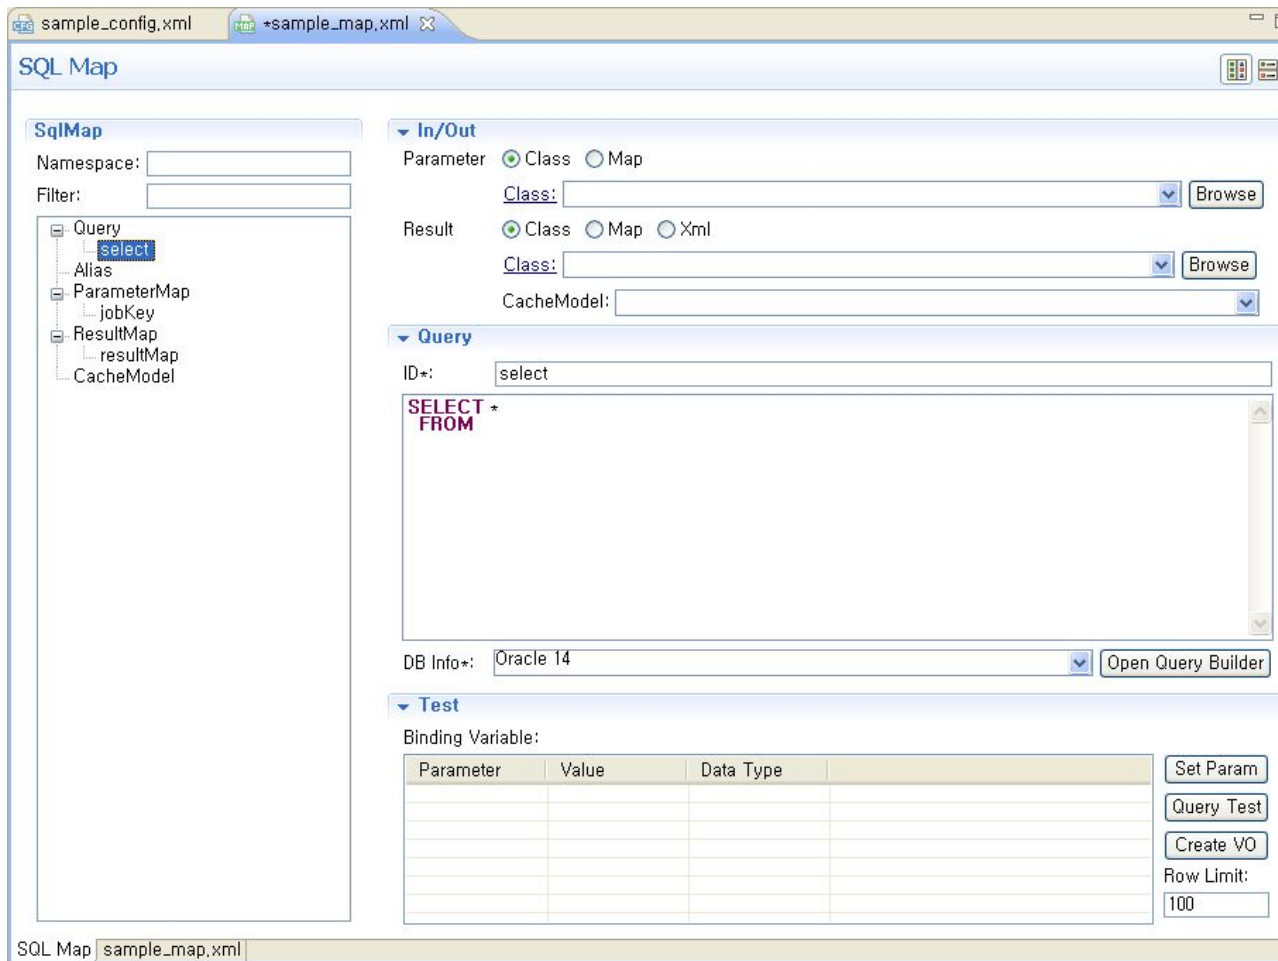 sample_config,xml
*sample_map,xml
SQL Map
SqlMap
Namespace:
Filter:
Query
select
Alias
ParameterMap
jobKey
ResultMap
resultMap
CacheModel
In/Out
Parameter Class Map
Class: Browse
Result Class Map Xml
Class: Browse
CacheModel:
Query
ID*: select
SELECT *
FROM
DB Info*: Oracle 14 Open Query Builder
Test
Binding Variable:
Parameter Value Data Type
Set Param
Query Test
Create VO
Row Limit:
100
SQL Map sample_map,xml